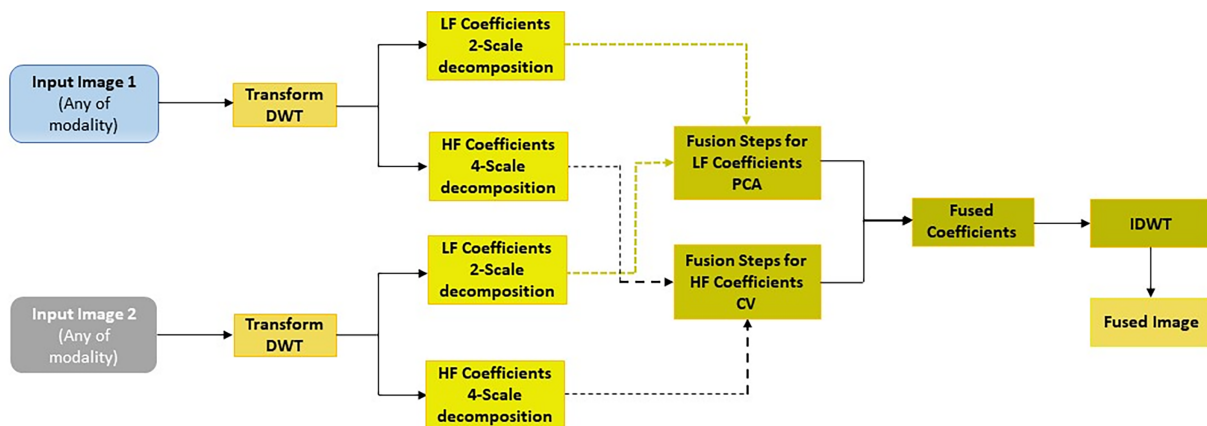 Input Image 1
(Any of
modality)
Transform
DWT
LF Coefficients
2-Scale
decomposition
HF Coefficients
4-Scale
decomposition
Input Image 2
(Any of
modality)
Transform
DWT
LF Coefficients
2-Scale
decomposition
HF Coefficients
4-Scale
decomposition
Fusion Steps for
LF Coefficients
PCA
Fusion Steps for
HF Coefficients
CV
Fused
Coefficients
IDWT
Fused Image